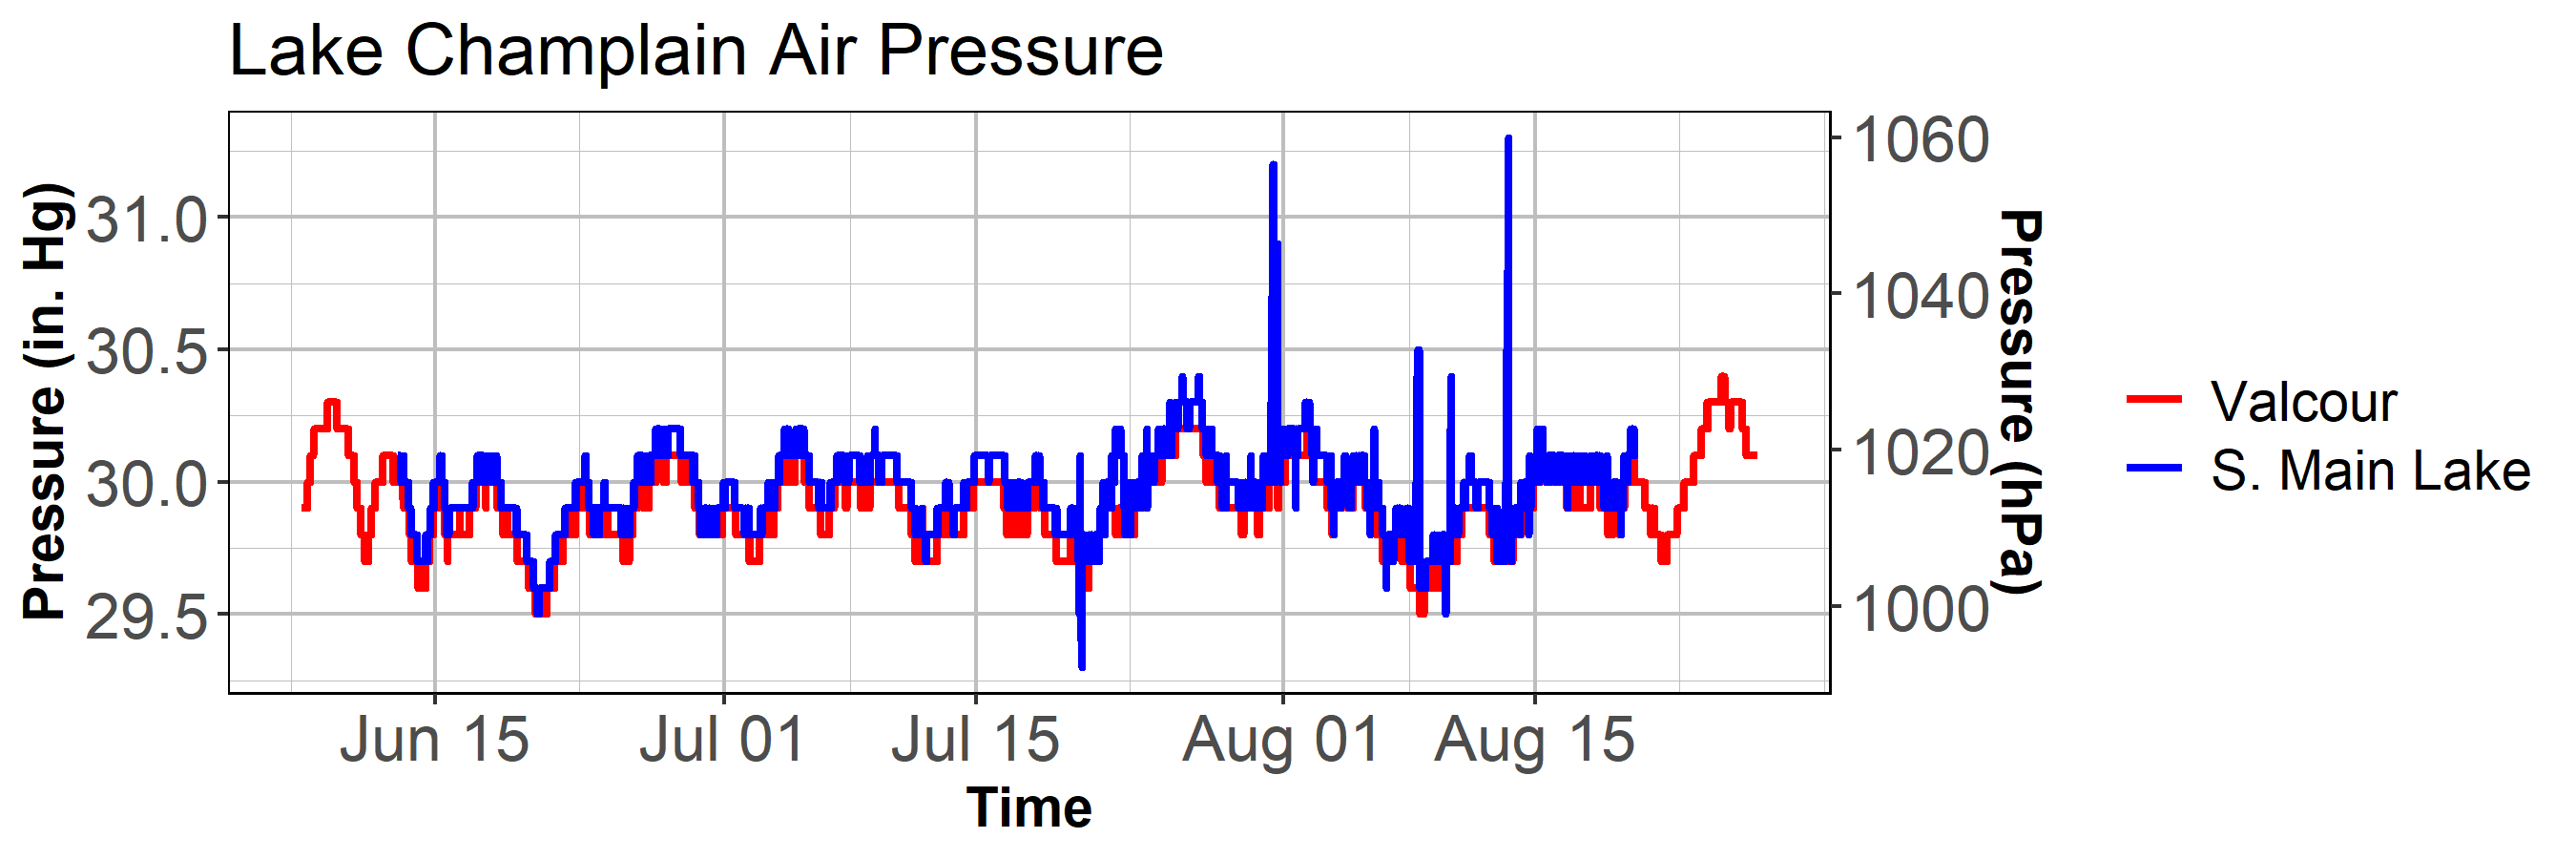 Lake Champlain Air Pressure
Pressure (in. Hg)
31.0
30.5
30.0
29.5
1060
1040
1020
1000
Pressure (hPa)
Jun 15
Jul 01
Jul 15
Aug 01
Aug 15
Time
Valcour
S. Main Lake